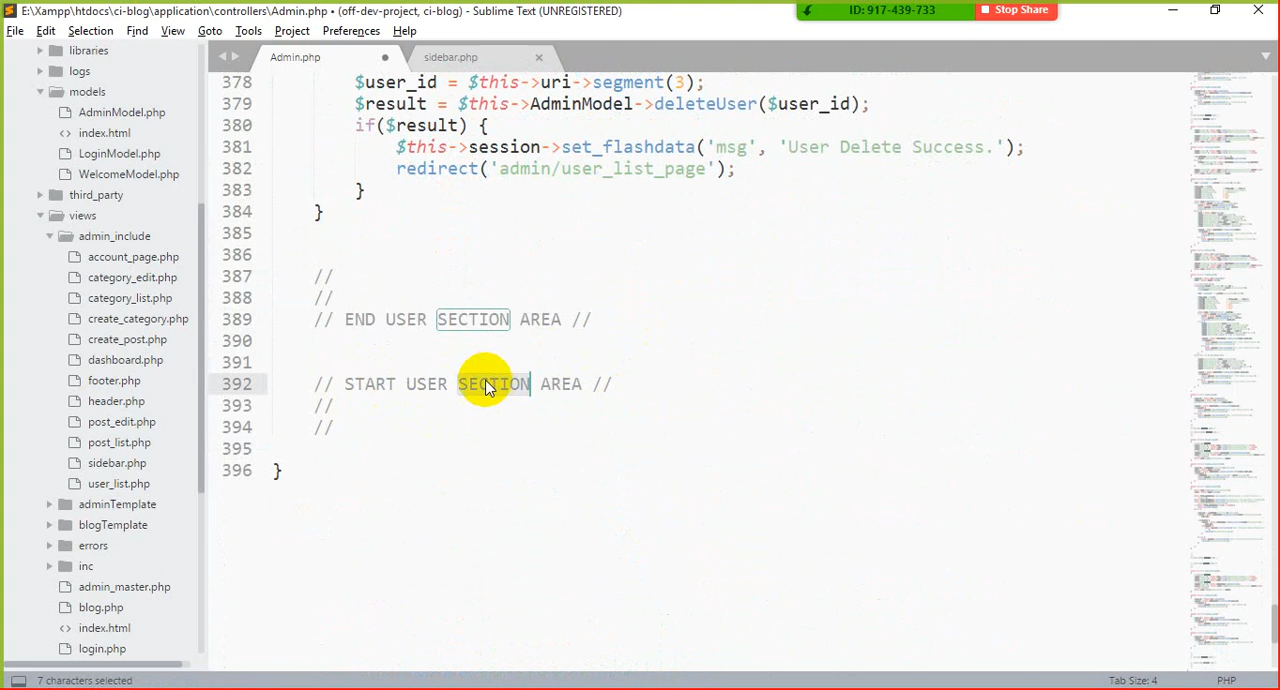 E:\Xampp\htdocs\ci-blog\application\controllers\Admin.php • (off-dev-project, ci-blog) - Sublime Text (UNREGISTERED)
ID: 917-439-733
Stop Share
File Edit Selection Find View Goto Tools Project Preferences Help
libraries
logs
models
AdminModel.php
index.html
LoginModel.php
WelcomeModel.php
third_party
views
admin_include
account_page.php
category_edit.php
category_list.php
create_category.php
create_post.php
dashboard.php
footer.php
header.php
post_edit.php
post_list.php
sidebar.php
user_list.php
adminTemplate
blogTemplate
errors
inc
admin_master.php
blog.php
index.html
login.php
Admin.php
sidebar.php
378 $user_id = $this->uri->segment(3);
379 $result = $this->AdminModel->deleteUser($user_id);
380 if($result) {
381 $this->session->set_flashdata('msg', 'User Delete Success.');
382 redirect('admin/user_list_page');
383 }
384 }
385
386
387 //
388 //
389 // END USER SECTION AREA //
390
391
392 // START USER SECTION AREA //
393 //
394 //
395
396 }
7 characters selected
Tab Size: 4
PHP